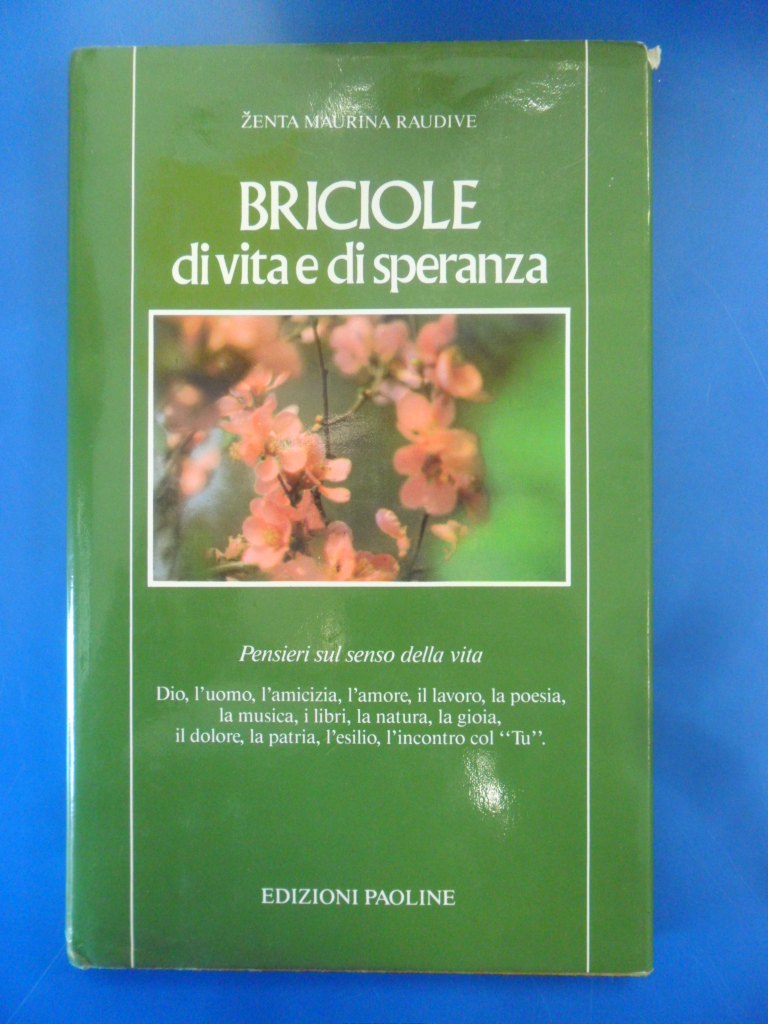 ŽENTA MAURINA RAUDIVE
BRICIOLE
di vita e di speranza
Pensieri sul senso della vita
Dio, l'uomo, l'amicizia, l'amore, il lavoro, la poesia,
la musica, i libri, la natura, la gioia,
il dolore, la patria, l'esilio, l'incontro col “Tu”.
EDIZIONI PAOLINE